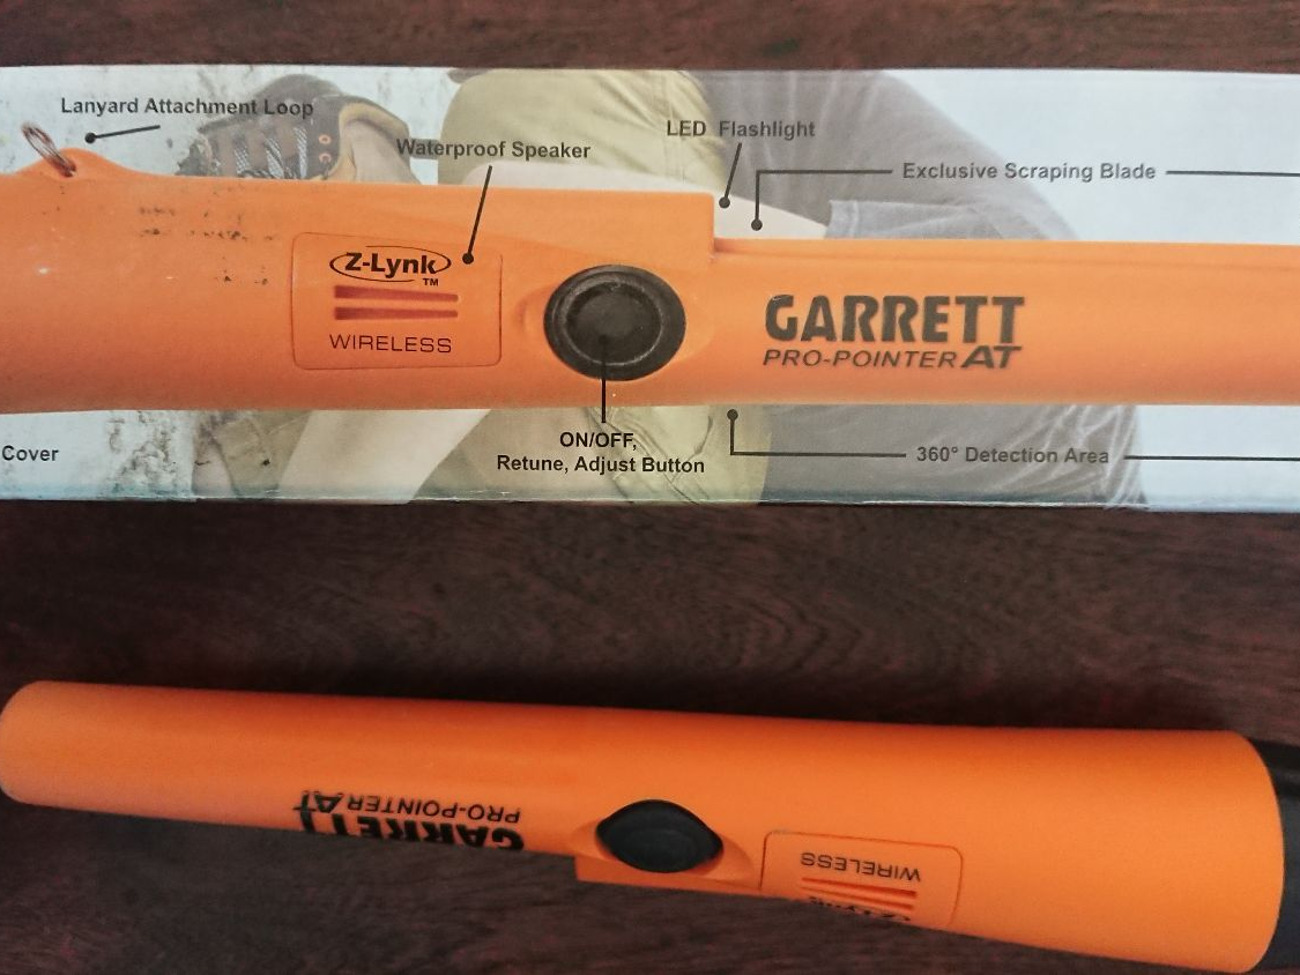 Lanyard Attachment Loop
Waterproof Speaker
LED Flashlight
Exclusive Scraping Blade
Z-Lynk
TM
WIRELESS
GARRETT
PRO-POINTER AT
ON/OFF,
Retune, Adjust Button
Cover
360° Detection Area
GARRETT
PRO-POINTER AT
Z-Lynk
WIRELESS